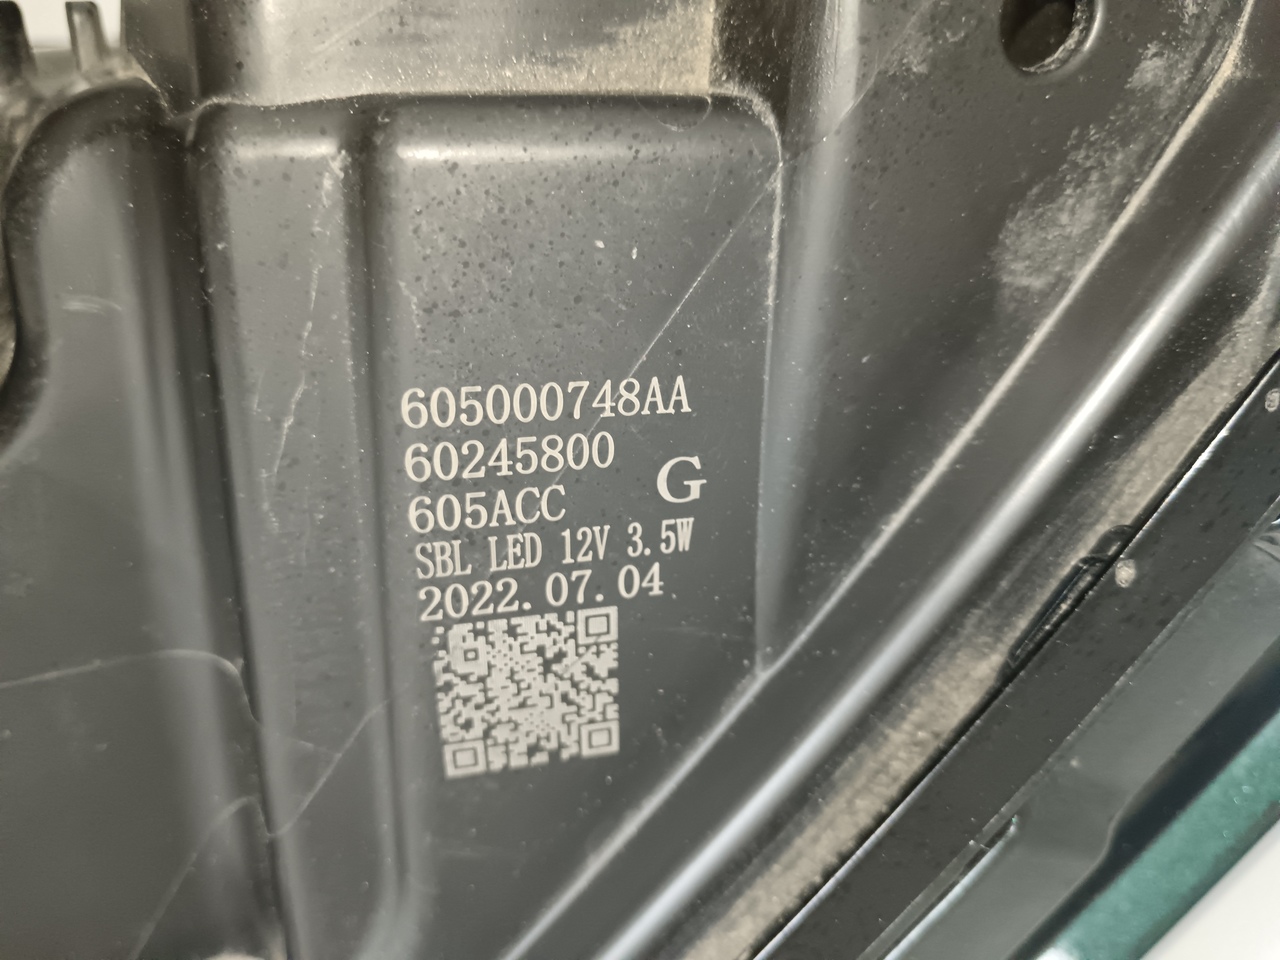 605000748AA
60245800
605ACC G
SBL LED 12V 3.5W
2022.07.04